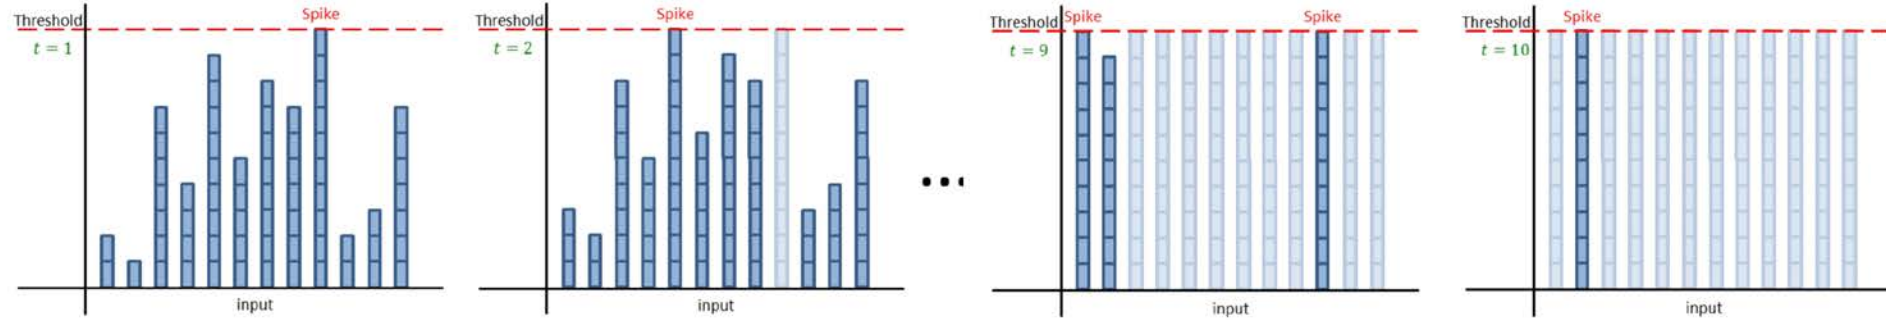 Threshold
Spike
t = 1
input
Threshold
Spike
t = 2
input
...
Threshold
Spike
Spike
t = 9
input
Threshold
Spike
t = 10
input